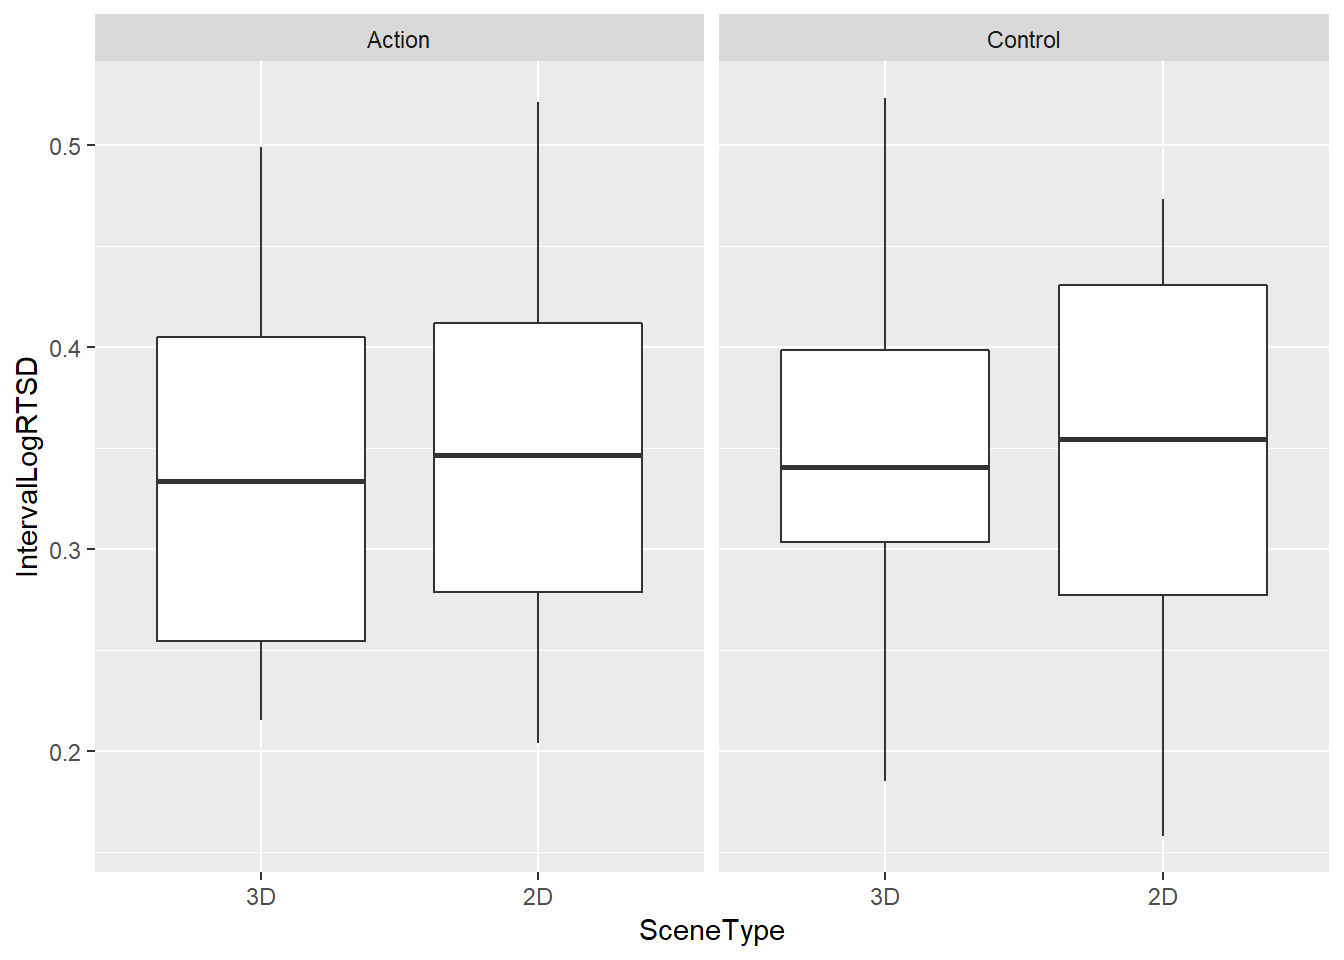 Action
Control
0.5
0.4
0.3
0.2
IntervalLogRTSD
3D
2D
3D
2D
SceneType